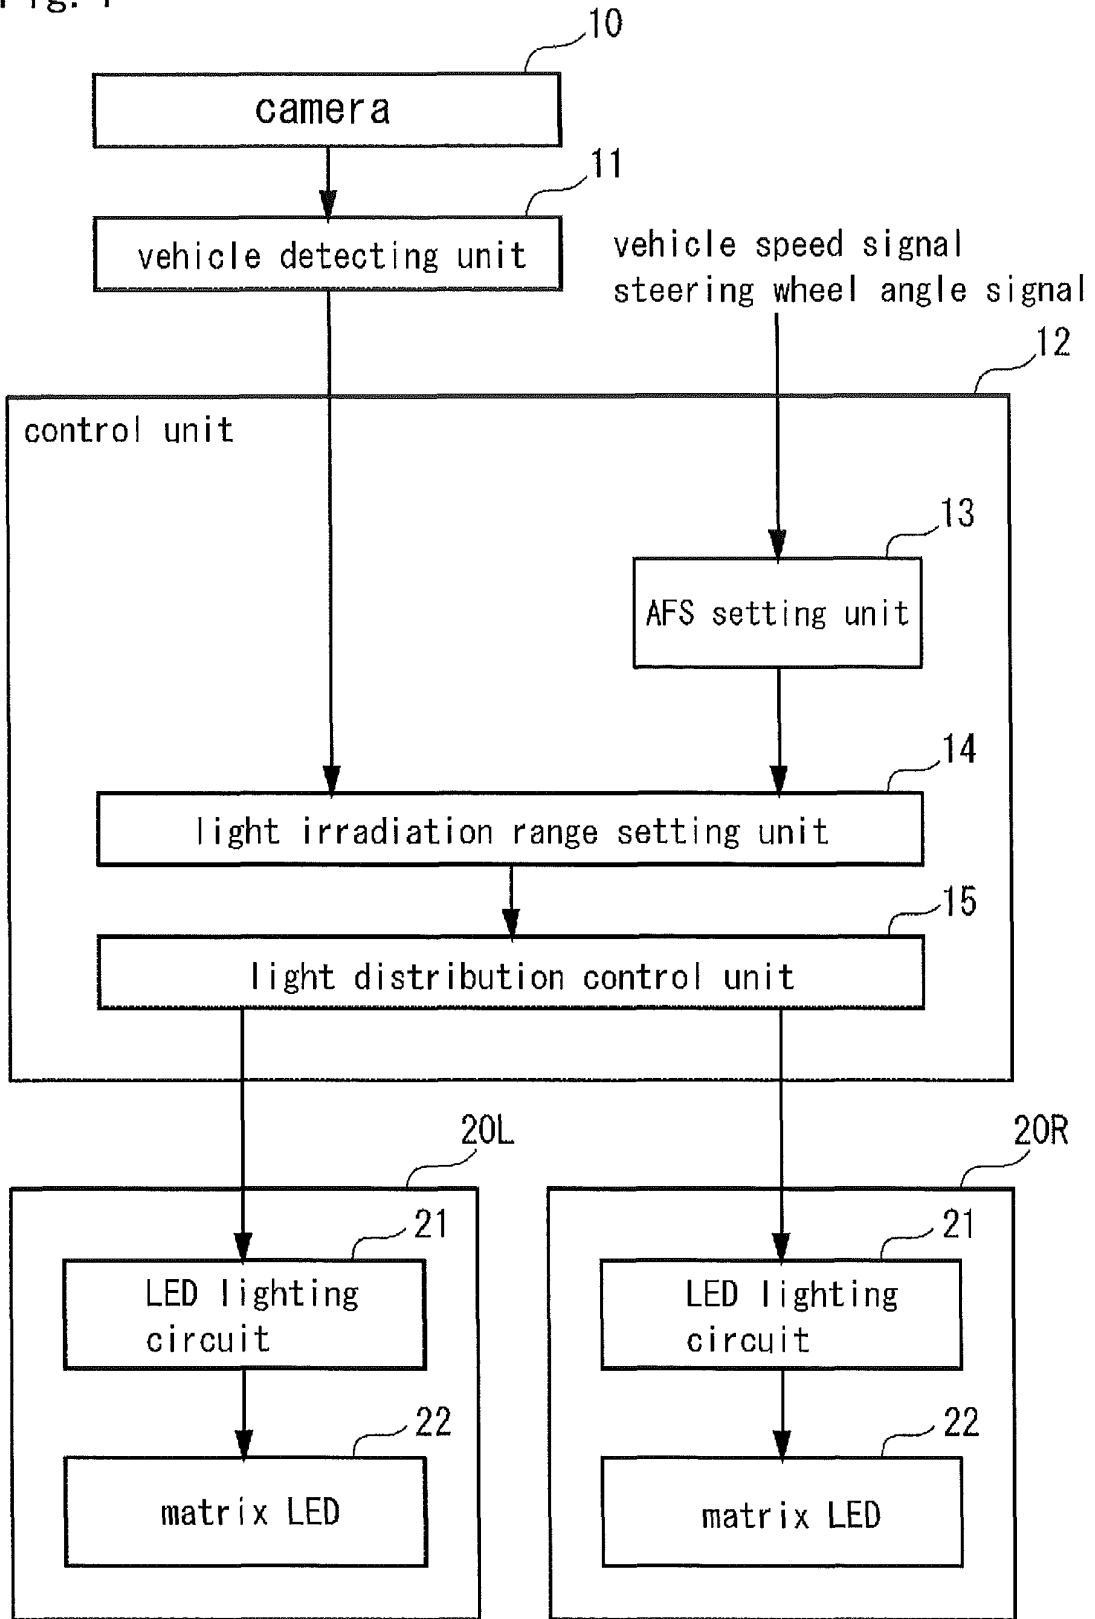 10
camera
11
vehicle detecting unit
vehicle speed signal
steering wheel angle signal
12
control unit
13
AFS setting unit
14
light irradiation range setting unit
15
light distribution control unit
20L
20R
21
LED lighting
circuit
21
LED lighting
circuit
22
matrix LED
22
matrix LED